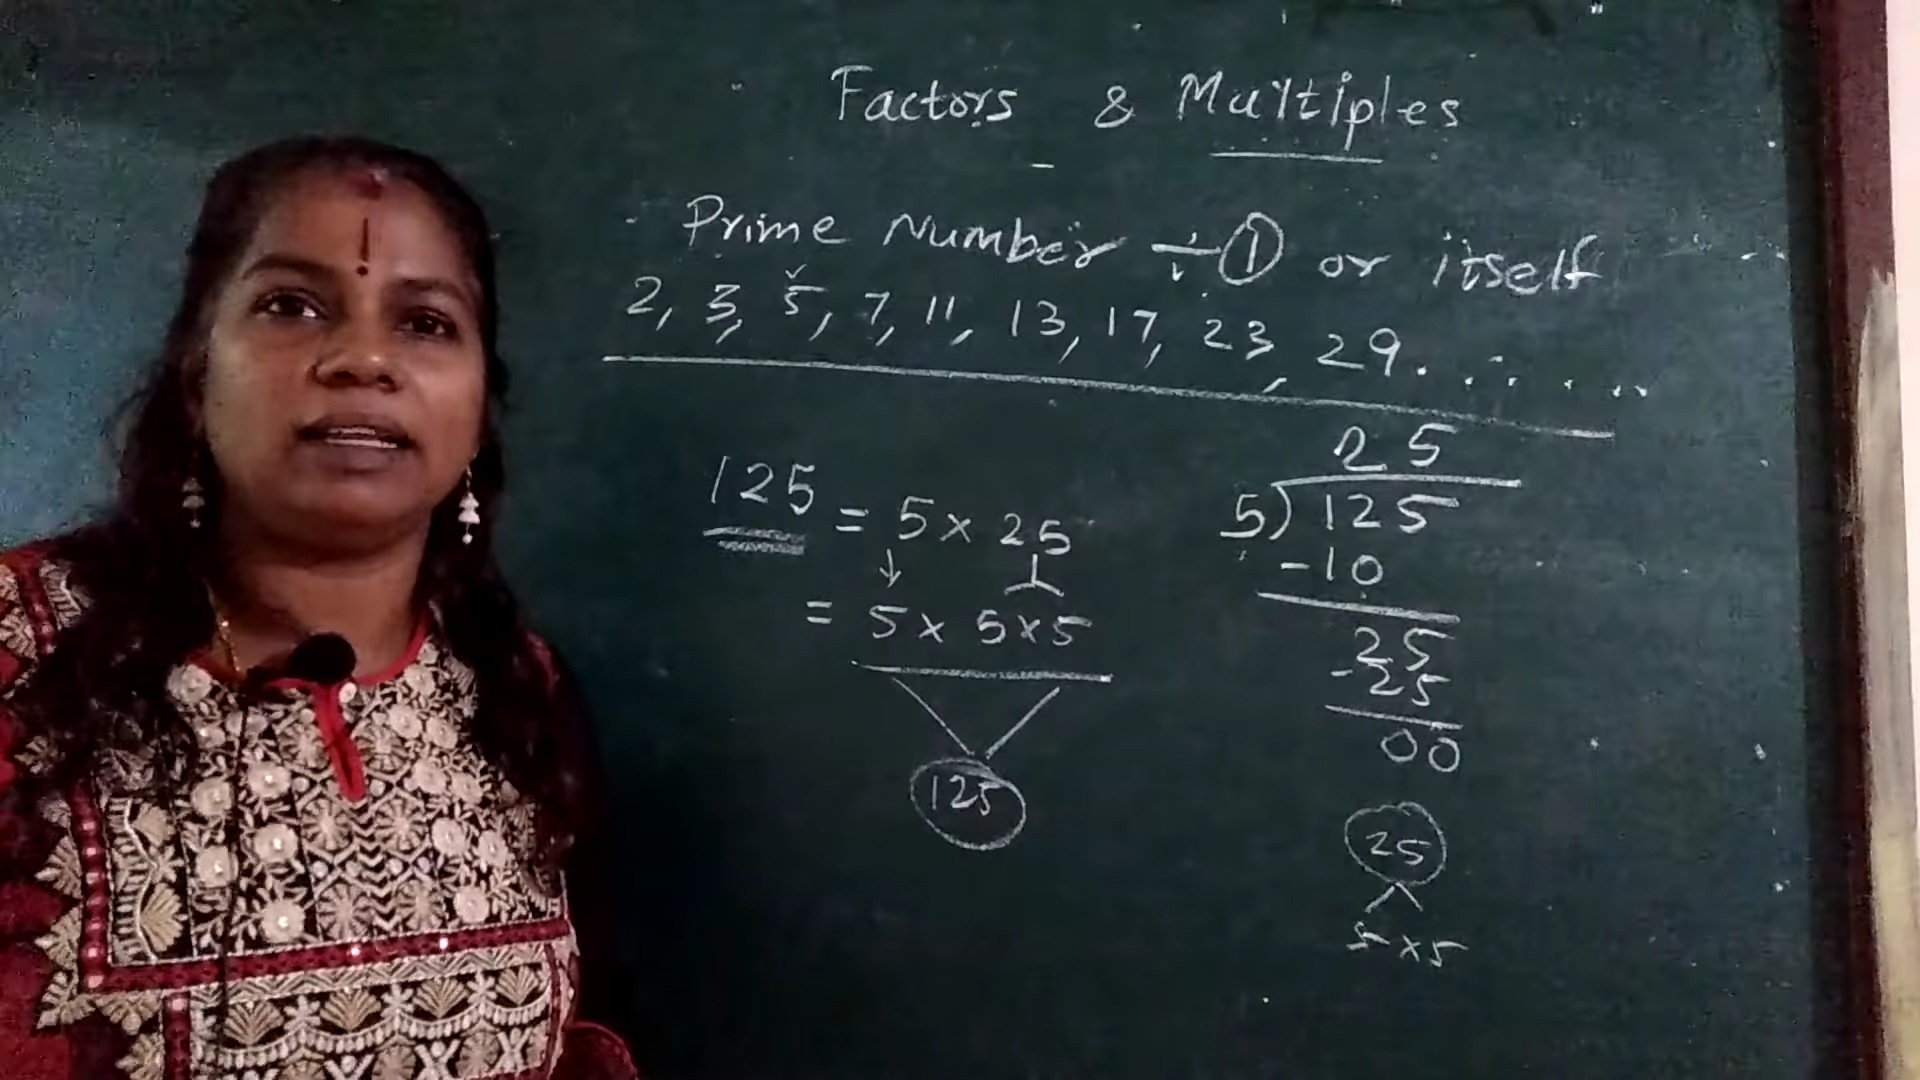 Factors & Multiples
Prime Number ÷ 1 or itself
2, 3, 5, 7, 11, 13, 17, 23, 29. . . . . . .
125 = 5 × 25
= 5 × 5 × 5
125
25
5) 125
-10
25
-25
00
25
5 × 5